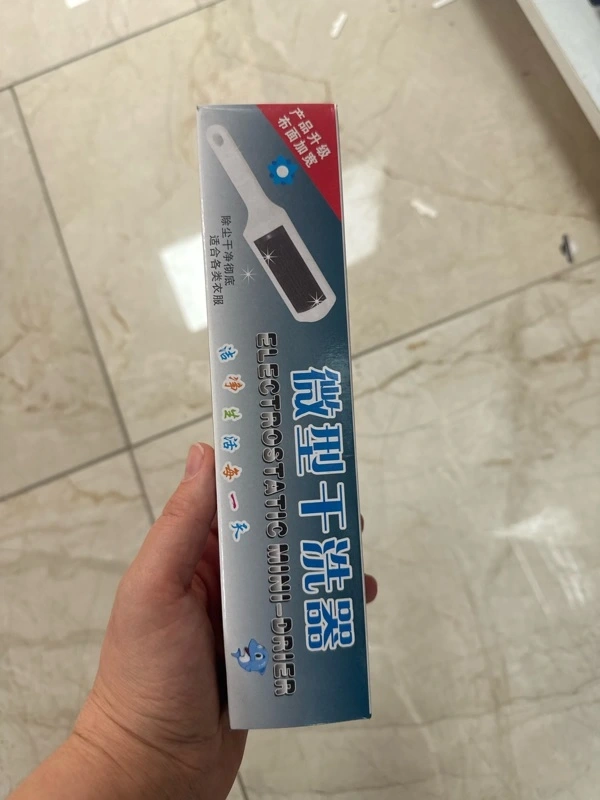 产品升级
布面加宽
除尘干净彻底
适合各类衣服
微型干洗器
ELECTROSTATIC MINI-DRIER
洁净生活每一天